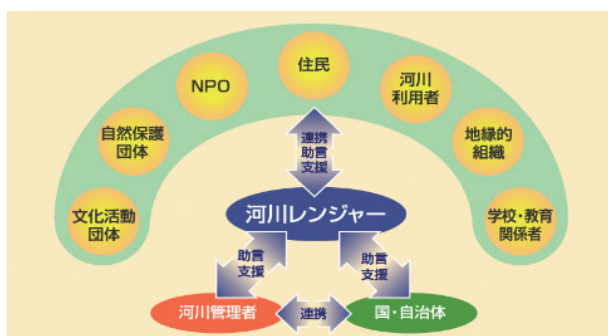 住民
NPO
河川
利用者
自然保護
団体
地縁的
組織
文化活動
団体
学校・教育
関係者
連携
助言
支援
河川レンジャー
助言
支援
助言
支援
河川管理者
連携
国・自治体